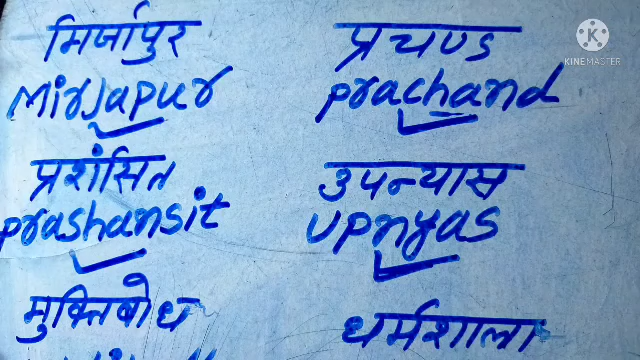 मिर्जापुर प्रचण्ड
KINEMASTER
Mirjapur prachand
प्रशंसित उपन्यास
prashansit upnyas
मुक्तिबोध धर्मशाला